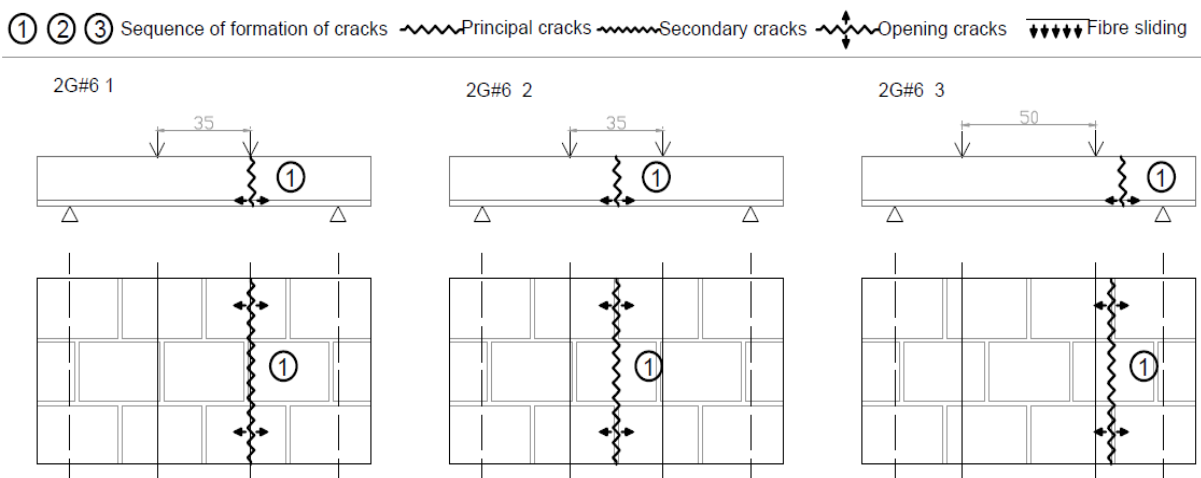 1 2 3 Sequence of formation of cracks Principal cracks Secondary cracks Opening cracks Fibre sliding
2G#6 1 2G#6 2 2G#6 3
35 35 50
1 1 1
1 1 1